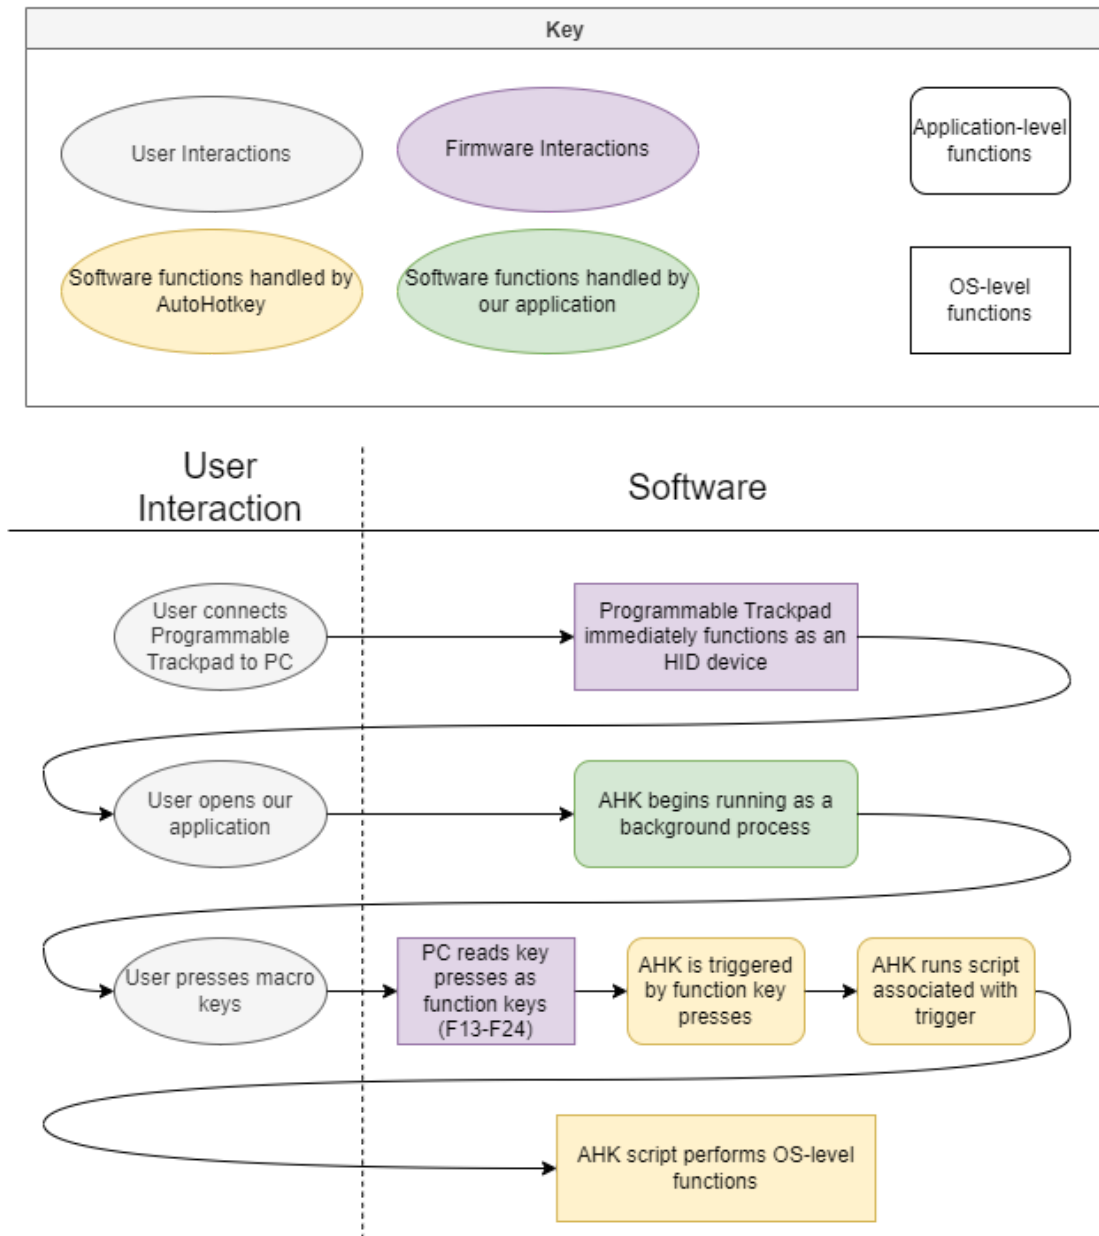 Key
User Interactions
Firmware Interactions
Application-level
functions
Software functions handled by
AutoHotkey
Software functions handled by
our application
OS-level
functions
User
Interaction
Software
User connects
Programmable
Trackpad to PC
Programmable Trackpad
immediately functions as an
HID device
User opens our
application
AHK begins running as a
background process
User presses macro
keys
PC reads key
presses as
function keys
(F13-F24)
AHK is triggered
by function key
presses
AHK runs script
associated with
trigger
AHK script performs OS-level
functions